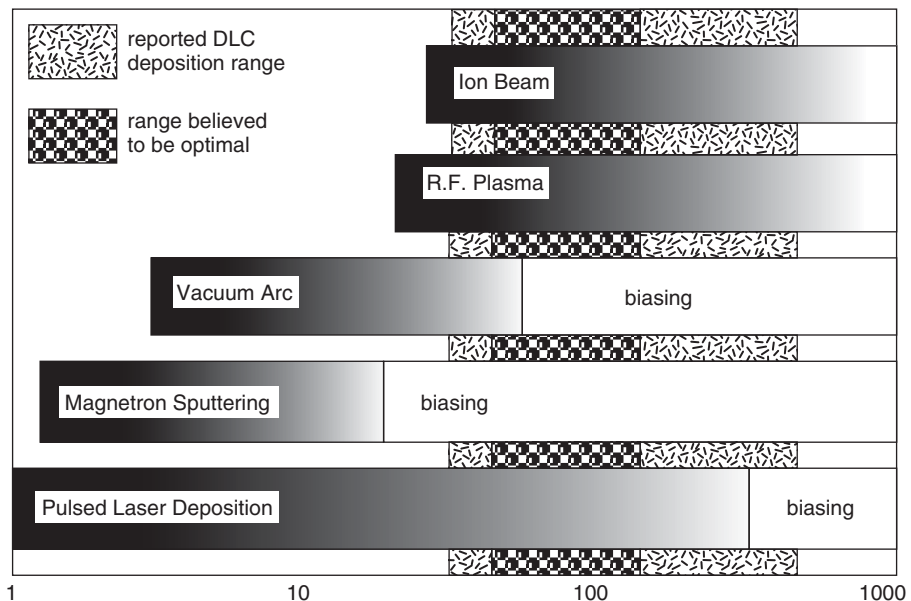 reported DLC
deposition range
range believed
to be optimal
Ion Beam
R.F. Plasma
Vacuum Arc
biasing
Magnetron Sputtering
biasing
Pulsed Laser Deposition
biasing
1
10
100
1000